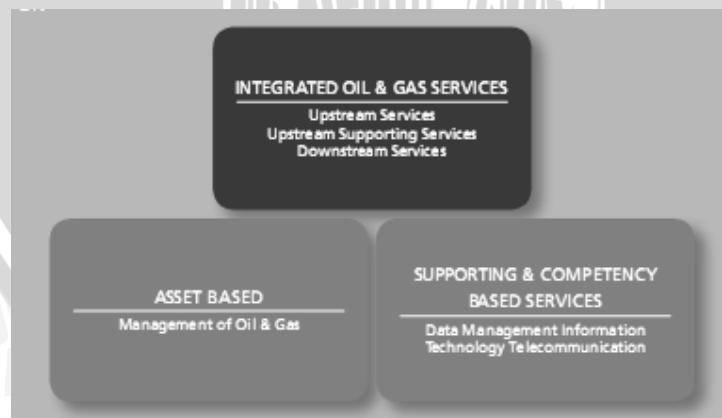 INTEGRATED OIL & GAS SERVICES
Upstream Services
Upstream Supporting Services
Downstream Services
ASSET BASED
Management of Oil & Gas
SUPPORTING & COMPETENCY
BASED SERVICES
Data Management Information
Technology Telecommunication